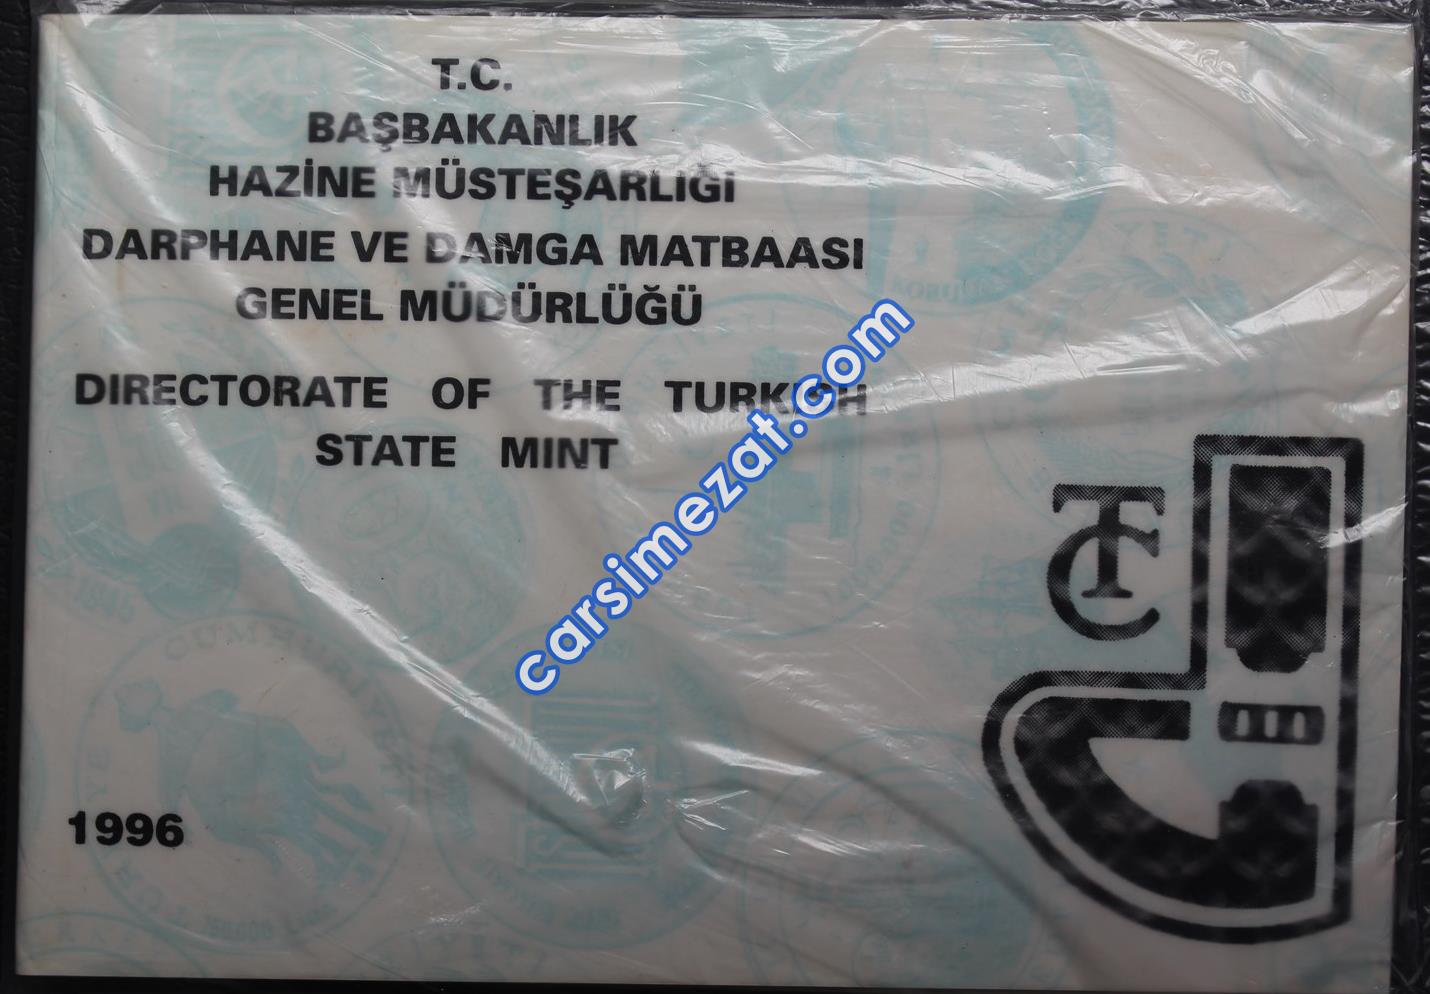 T.C.
BAŞBAKANLIK
HAZİNE MÜSTEŞARLIĞI
DARPHANE VE DAMGA MATBAASI
GENEL MÜDÜRLÜĞÜ
DIRECTORATE OF THE TURKISH
STATE MINT
carsimezat.com
TC
1996